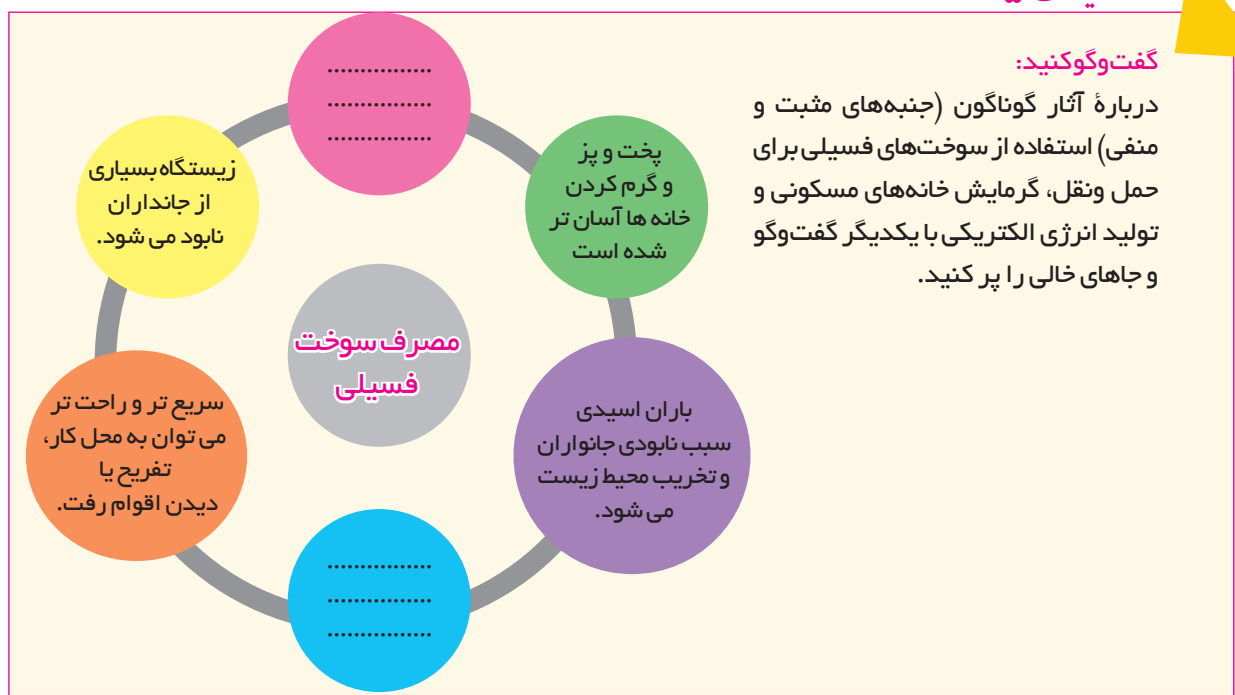 گفت‌وگو کنید:
دربارهٔ آثار گوناگون (جنبه‌های مثبت و
منفی) استفاده از سوخت‌های فسیلی برای
حمل ونقل، گرمایش خانه‌های مسکونی و
تولید انرژی الکتریکی با یکدیگر گفت‌وگو
و جاهای خالی را پر کنید.
................
................
................
پخت و پز
و گرم کردن
خانه ها آسان تر
شده است
زیستگاه بسیاری
از جانداران
نابود می شود.
مصرف سوخت
فسیلی
باران اسیدی
سبب نابودی جانواران
و تخریب محیط زیست
می شود.
سریع تر و راحت تر
می توان به محل کار،
تفریح یا
دیدن اقوام رفت.
................
................
................